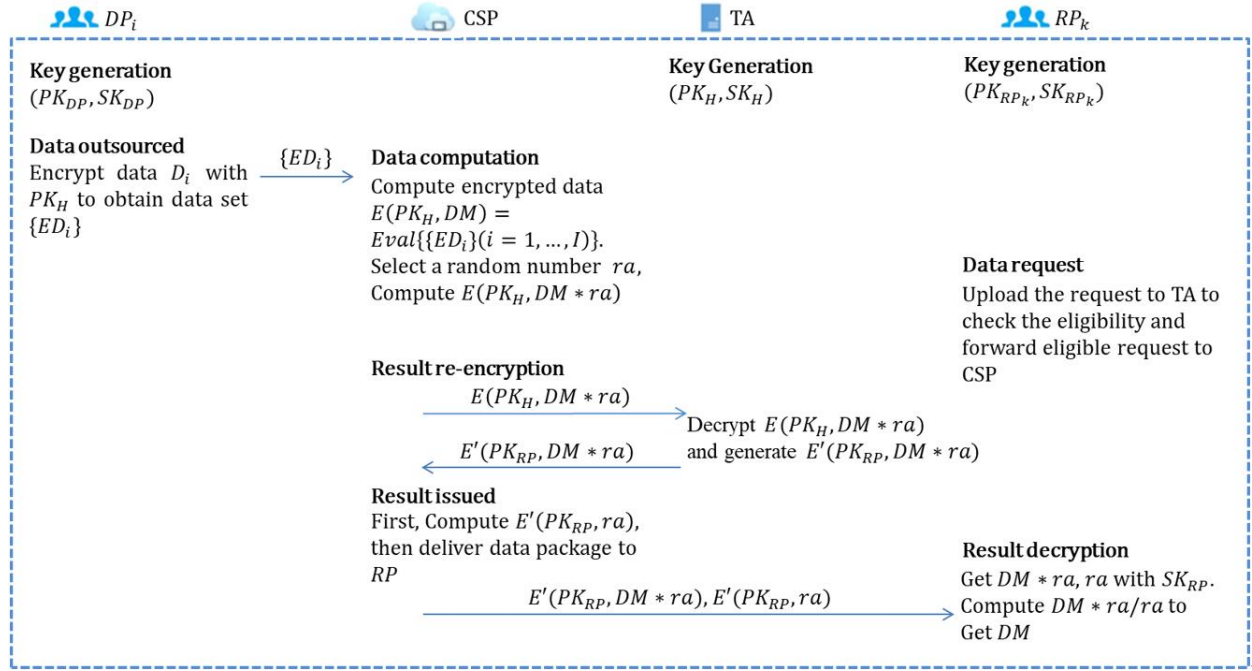 DP_i
CSP
TA
RP_k
Key generation
(PK_DP, SK_DP)
Key Generation
(PK_H, SK_H)
Key generation
(PK_{RP_k}, SK_{RP_k})
Data outsourced
Encrypt data D_i with
PK_H to obtain data set
{ED_i}
{ED_i}
Data computation
Compute encrypted data
E(PK_H, DM) =
Eval{{ED_i}(i = 1, ..., I)}.
Select a random number ra,
Compute E(PK_H, DM * ra)
Data request
Upload the request to TA to
check the eligibility and
forward eligible request to
CSP
Result re-encryption
E(PK_H, DM * ra)
Decrypt E(PK_H, DM * ra)
and generate E'(PK_RP, DM * ra)
E'(PK_RP, DM * ra)
Result issued
First, Compute E'(PK_RP, ra),
then deliver data package to
RP
E'(PK_RP, DM * ra), E'(PK_RP, ra)
Result decryption
Get DM * ra, ra with SK_RP.
Compute DM * ra/ra to
Get DM